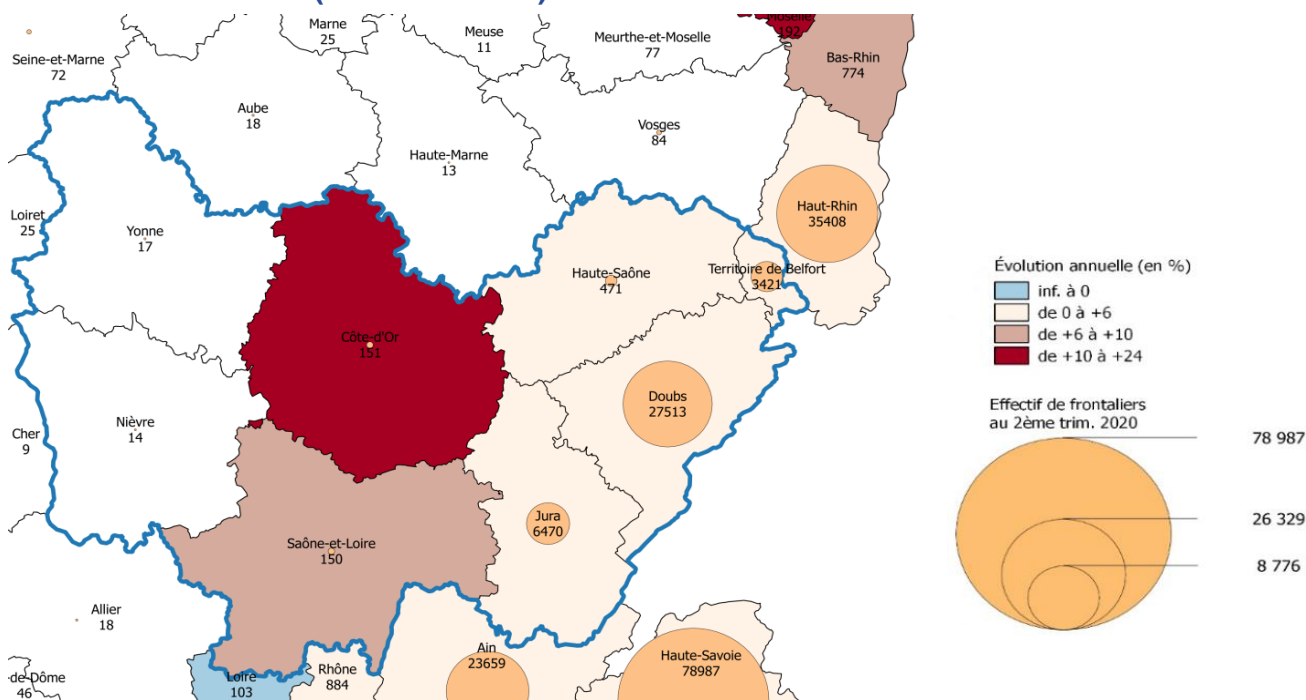 Marne
25
Meuse
11
Meurthe-et-Moselle
77
Moselle
192
Bas-Rhin
774
Seine-et-Marne
72
Aube
18
Vosges
84
Haute-Marne
13
Haut-Rhin
35408
Loiret
25
Yonne
17
Haute-Saône
471
Territoire de Belfort
3421
Côte-d'Or
151
Doubs
27513
Nièvre
14
Cher
9
Jura
6470
Saône-et-Loire
150
Allier
18
Ain
23659
Haute-Savoie
78987
de-Dôme
46
Loire
103
Rhône
884
Évolution annuelle (en %)
inf. à 0
de 0 à +6
de +6 à +10
de +10 à +24
Effectif de frontaliers
au 2ème trim. 2020
78 987
26 329
8 776